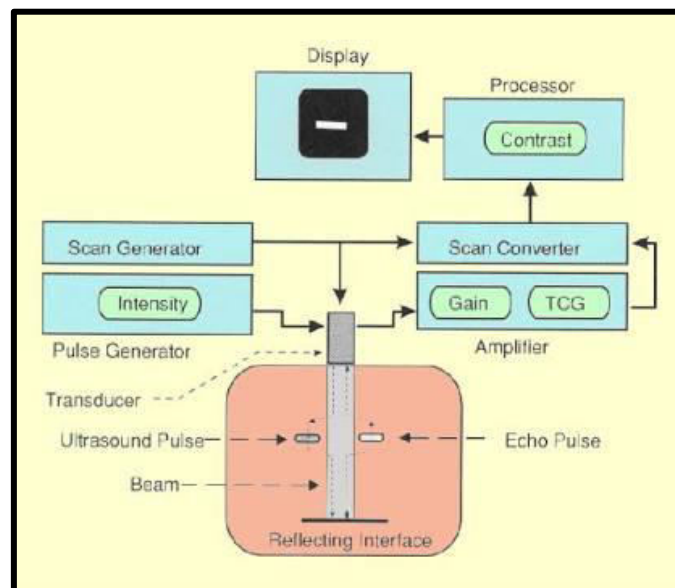 Display
Processor
Contrast
Scan Generator
Scan Converter
Intensity
Gain
TCG
Pulse Generator
Amplifier
Transducer
Ultrasound Pulse
Echo Pulse
Beam
Reflecting Interface